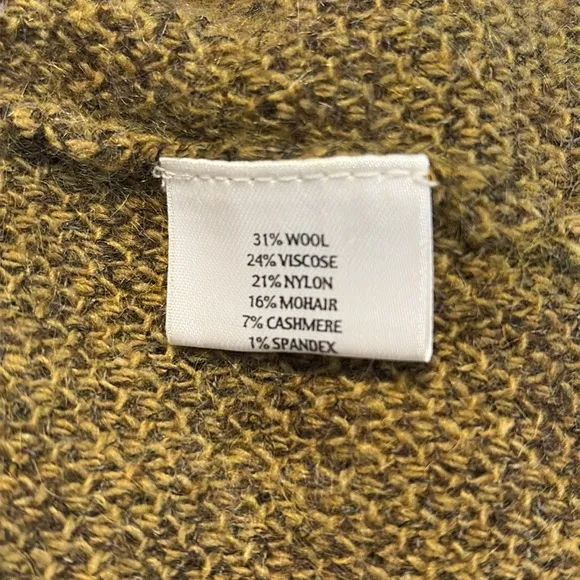 31% WOOL
24% VISCOSE
21% NYLON
16% MOHAIR
7% CASHMERE
1% SPANDEX